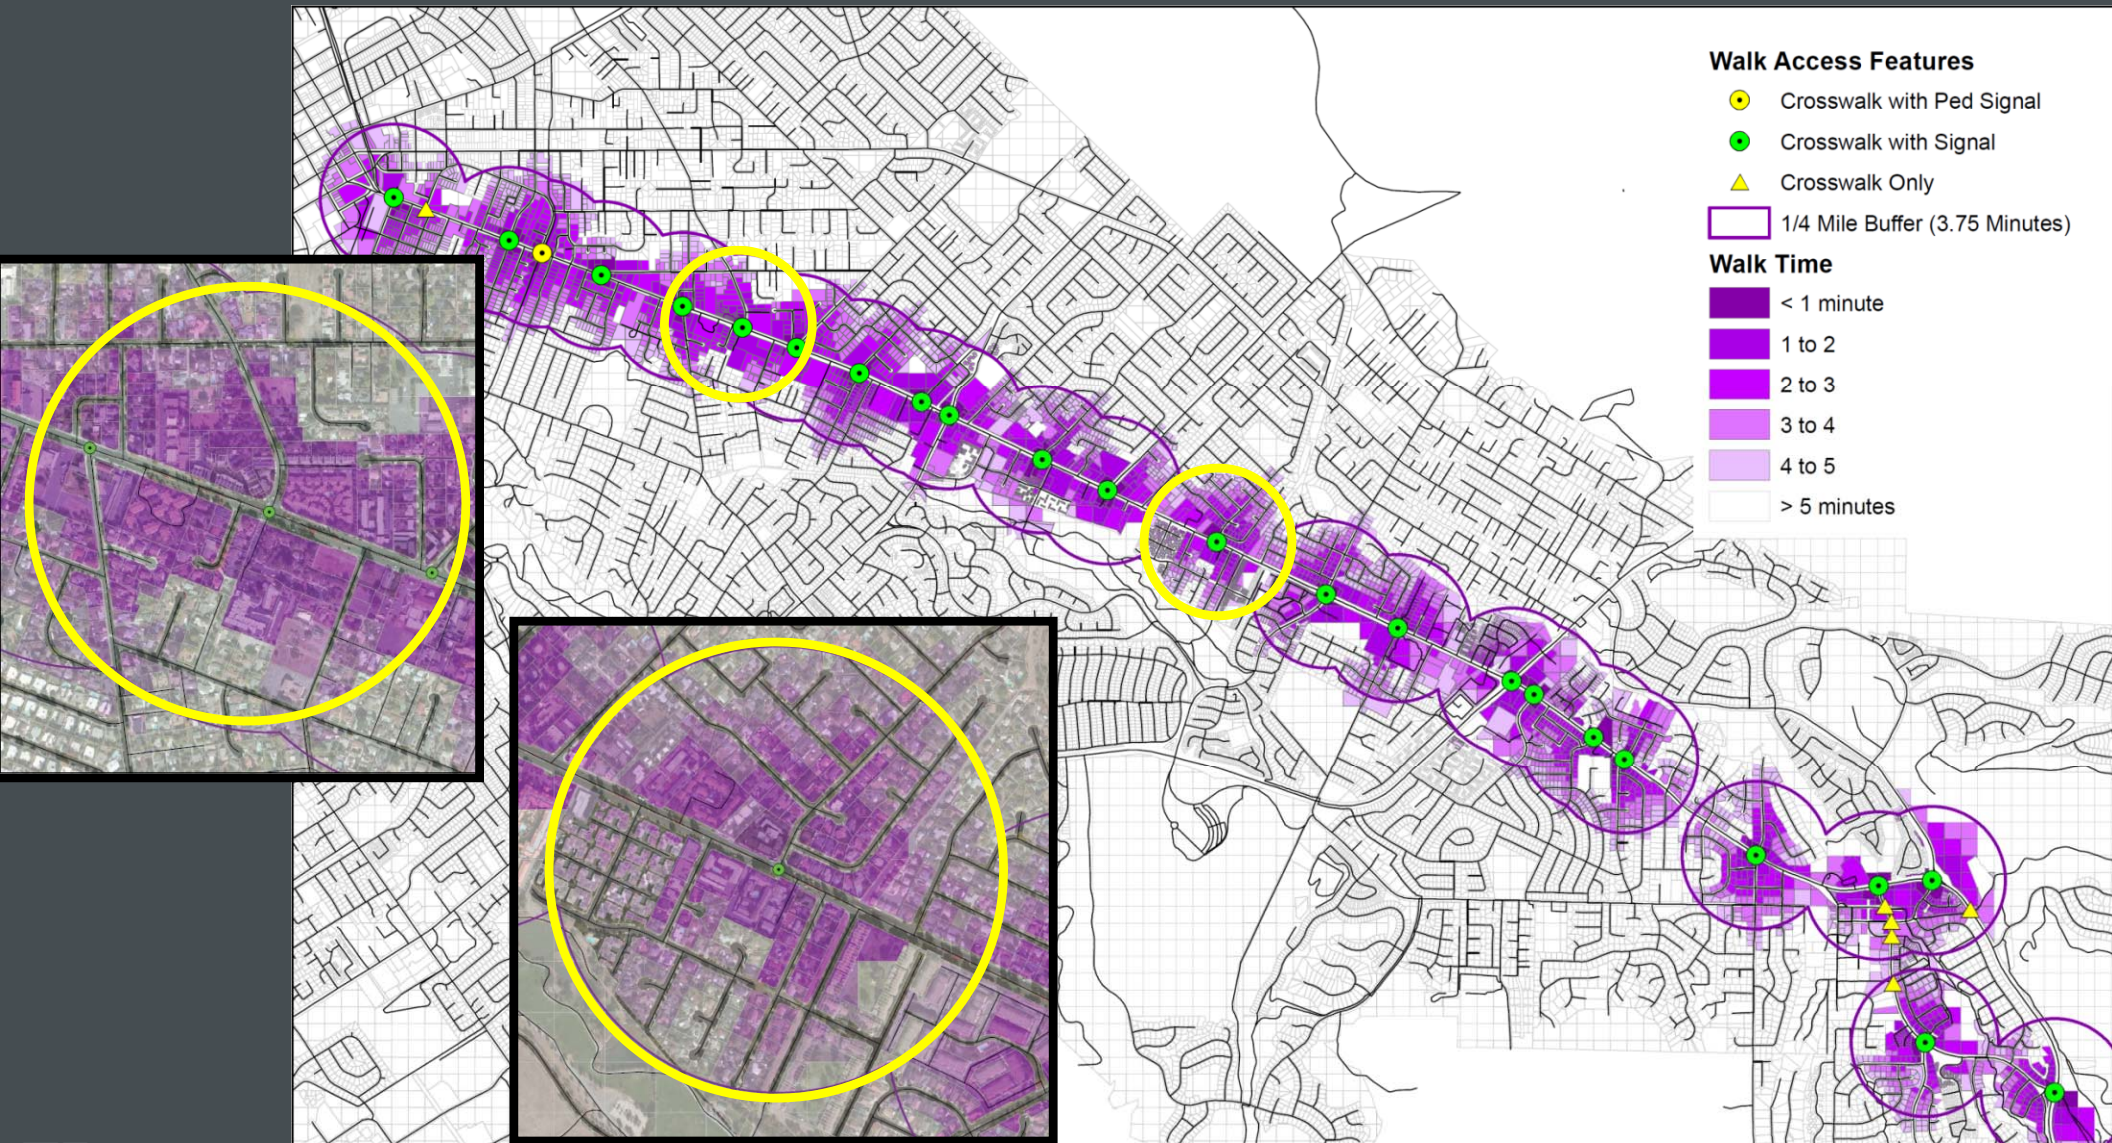 Walk Access Features
Crosswalk with Ped Signal
Crosswalk with Signal
Crosswalk Only
1/4 Mile Buffer (3.75 Minutes)
Walk Time
< 1 minute
1 to 2
2 to 3
3 to 4
4 to 5
> 5 minutes